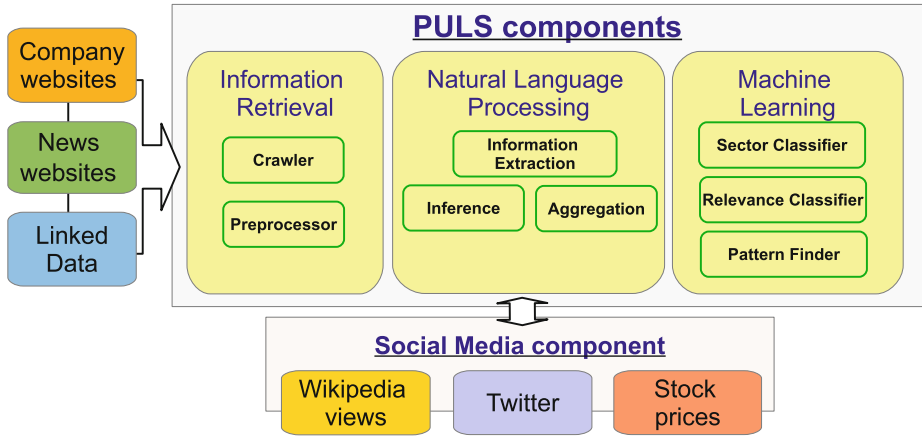 Company
websites
News
websites
Linked
Data
PULS components
Information
Retrieval
Crawler
Preprocessor
Natural Language
Processing
Information
Extraction
Inference
Aggregation
Machine
Learning
Sector Classifier
Relevance Classifier
Pattern Finder
Social Media component
Wikipedia
views
Twitter
Stock
prices